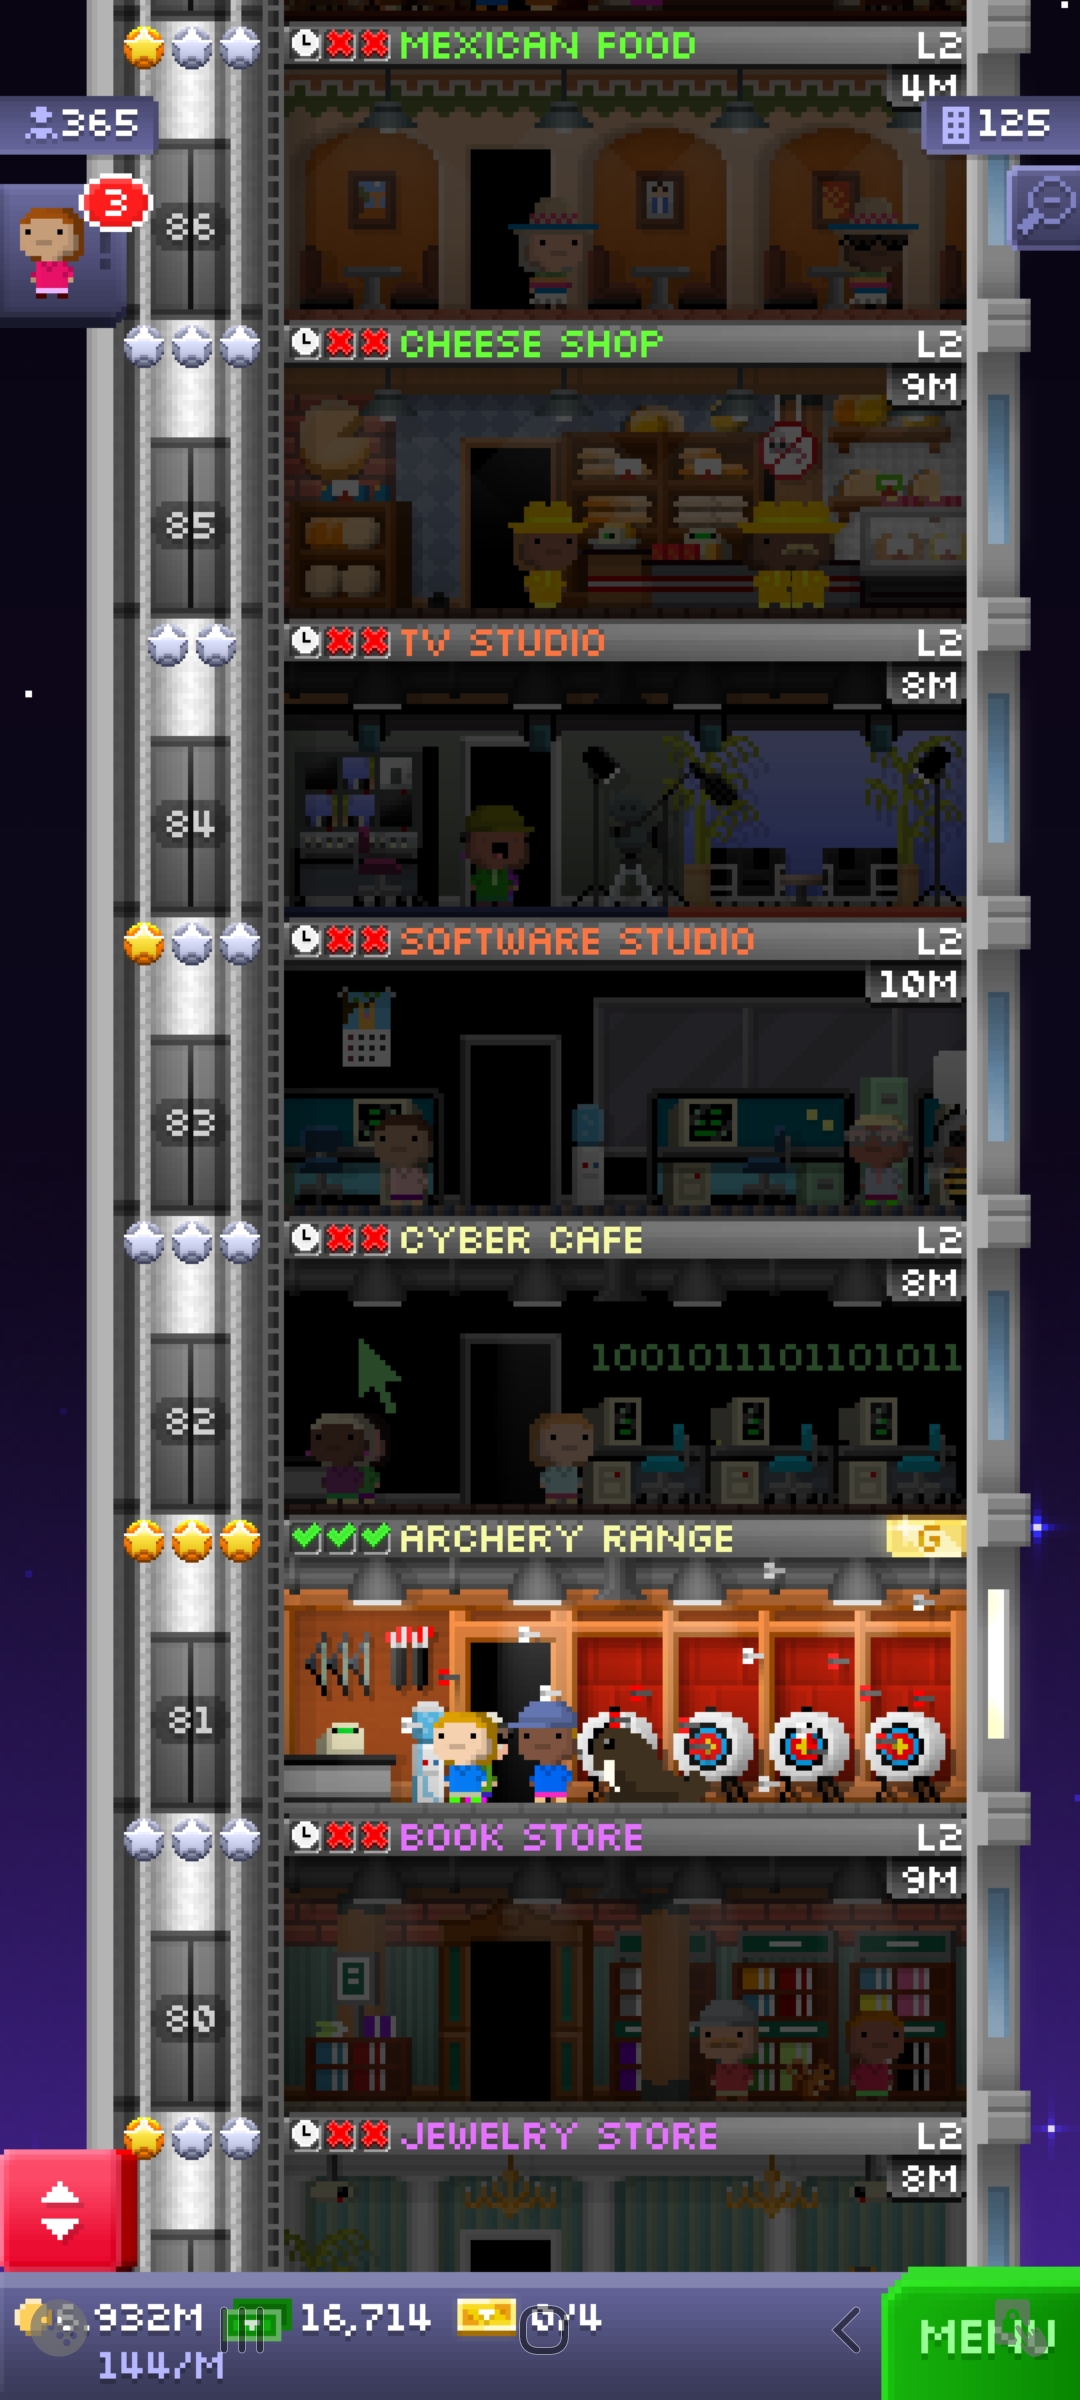 MEXICAN FOOD L2
4M
365
125
3
86
CHEESE SHOP L2
9M
85
TV STUDIO L2
8M
84
SOFTWARE STUDIO L2
10M
83
CYBER CAFE L2
8M
1001011101101011
82
ARCHERY RANGE G
81
BOOK STORE L2
9M
80
JEWELRY STORE L2
8M
.932M 16,714 0/4
144/M
MENU